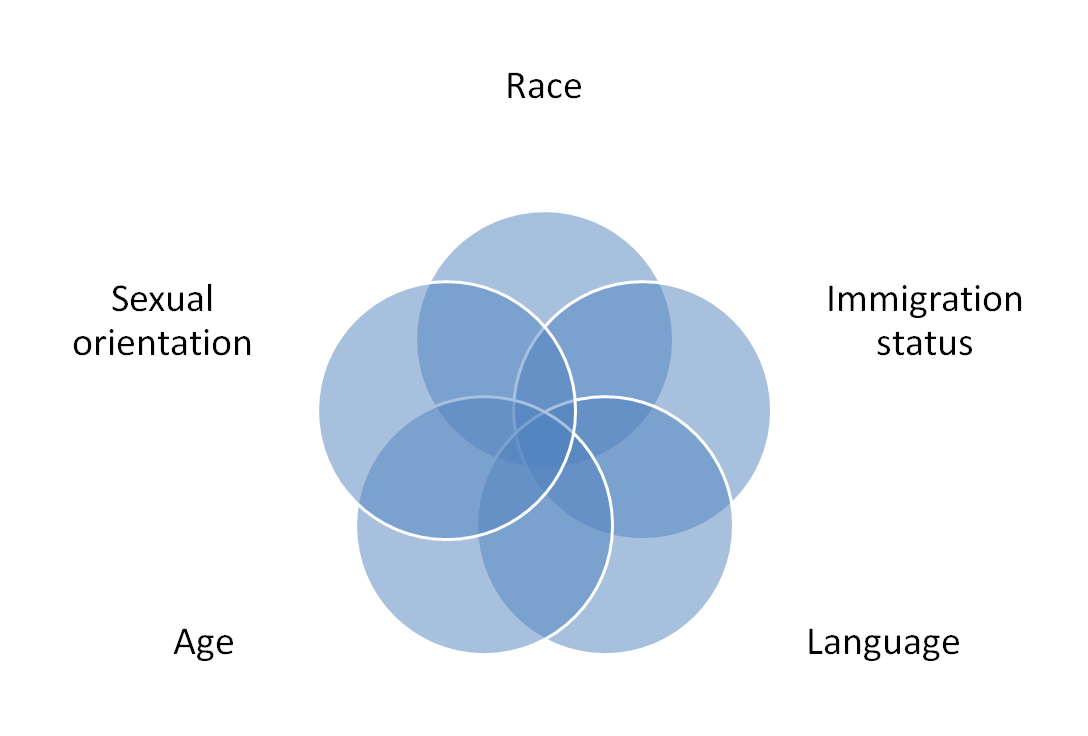 Race
Sexual
orientation
Immigration
status
Age
Language